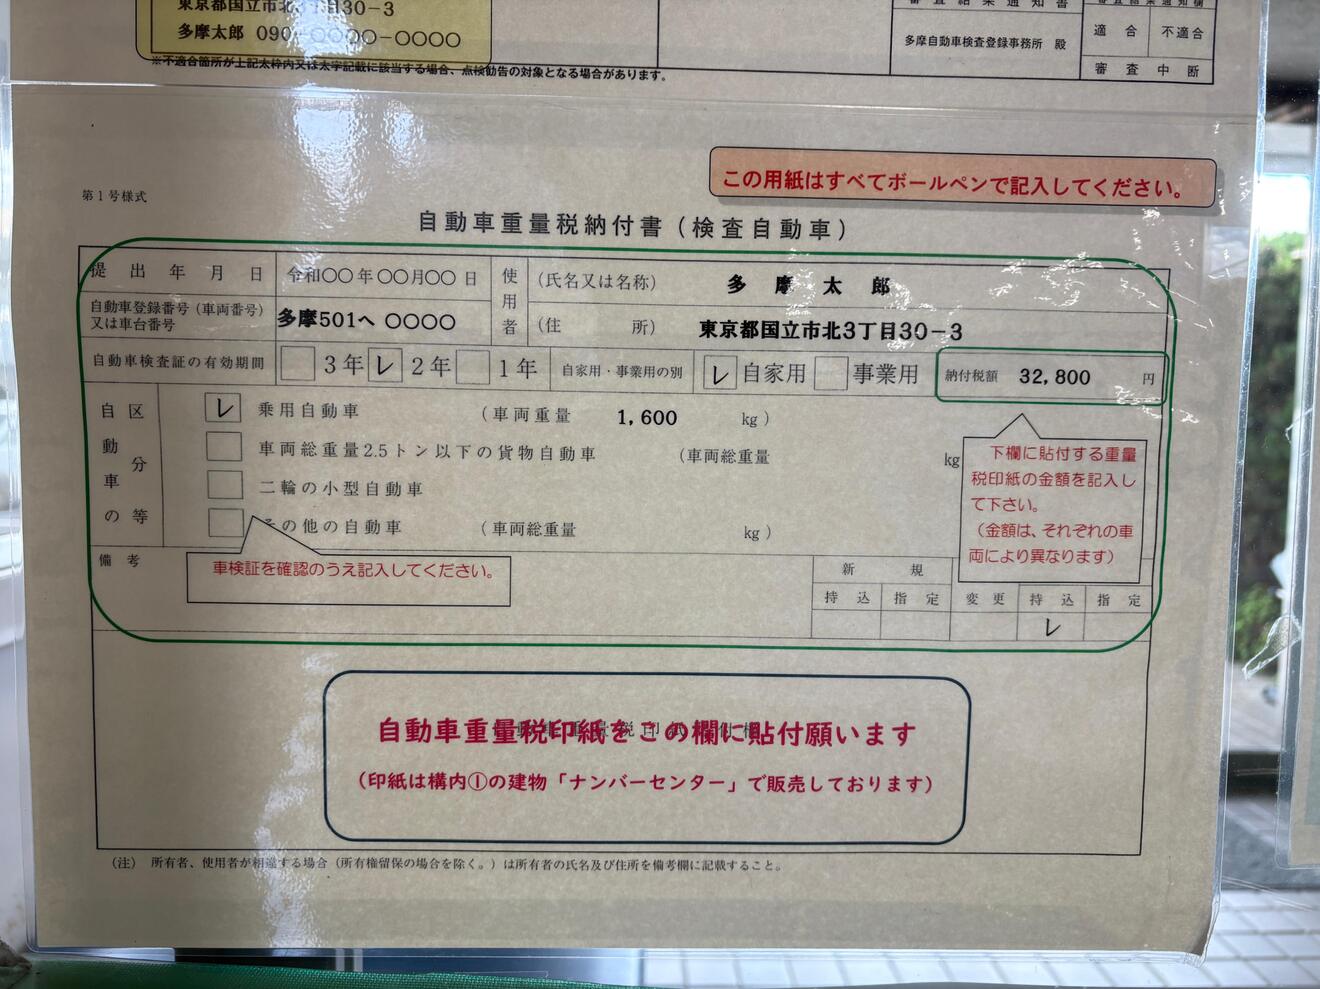 東京都国立市北3丁目30-3
多摩太郎 090-○○○○-○○○○
※不適合箇所が上記太枠内又は太字記載に該当する場合、点検勧告の対象となる場合があります。
審査結果通知書
多摩自動車検査登録事務所 殿
審査結果通知欄
適合 不適合
審査中断
この用紙はすべてボールペンで記入してください。
第1号様式
自動車重量税納付書(検査自動車)
提出年月日 令和○○年○○月○○日
使用者
(氏名又は名称) 多摩太郎
自動車登録番号(車両番号)
又は車台番号
多摩501へ ○○○○
(住所) 東京都国立市北3丁目30-3
自動車検査証の有効期間 3年 レ 2年 1年 自家用・事業用の別 レ 自家用 事業用 納付税額 32,800 円
自動車の
区分等
レ 乗用自動車 (車両重量 1,600 kg)
車両総重量2.5トン以下の貨物自動車 (車両総重量 kg
二輪の小型自動車
の他の自動車 (車両総重量 kg)
下欄に貼付する重量
税印紙の金額を記入し
て下さい。
(金額は、それぞれの車
両により異なります)
備考
車検証を確認のうえ記入してください。
新規
持込 指定 変更 持込 指定
レ
自動車重量税印紙をこの欄に貼付願います
(印紙は構内①の建物「ナンバーセンター」で販売しております)
(注) 所有者、使用者が相違する場合(所有権留保の場合を除く。)は所有者の氏名及び住所を備考欄に記載すること。